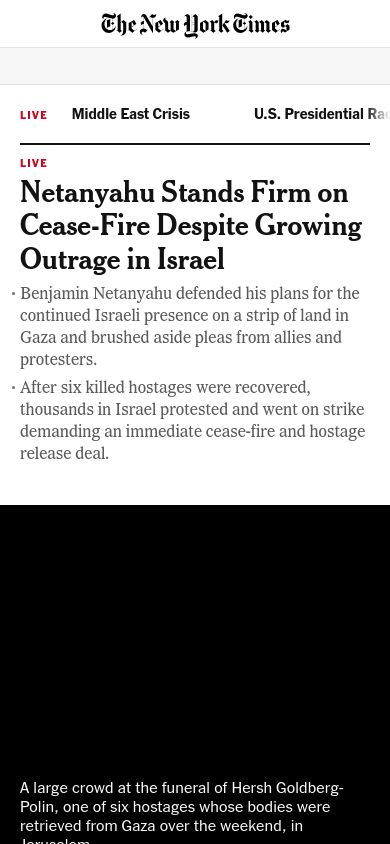 The New York Times
LIVE Middle East Crisis U.S. Presidential Rac
LIVE
Netanyahu Stands Firm on
Cease-Fire Despite Growing
Outrage in Israel
· Benjamin Netanyahu defended his plans for the
continued Israeli presence on a strip of land in
Gaza and brushed aside pleas from allies and
protesters.
· After six killed hostages were recovered,
thousands in Israel protested and went on strike
demanding an immediate cease-fire and hostage
release deal.
A large crowd at the funeral of Hersh Goldberg-
Polin, one of six hostages whose bodies were
retrieved from Gaza over the weekend, in
Jerusalem